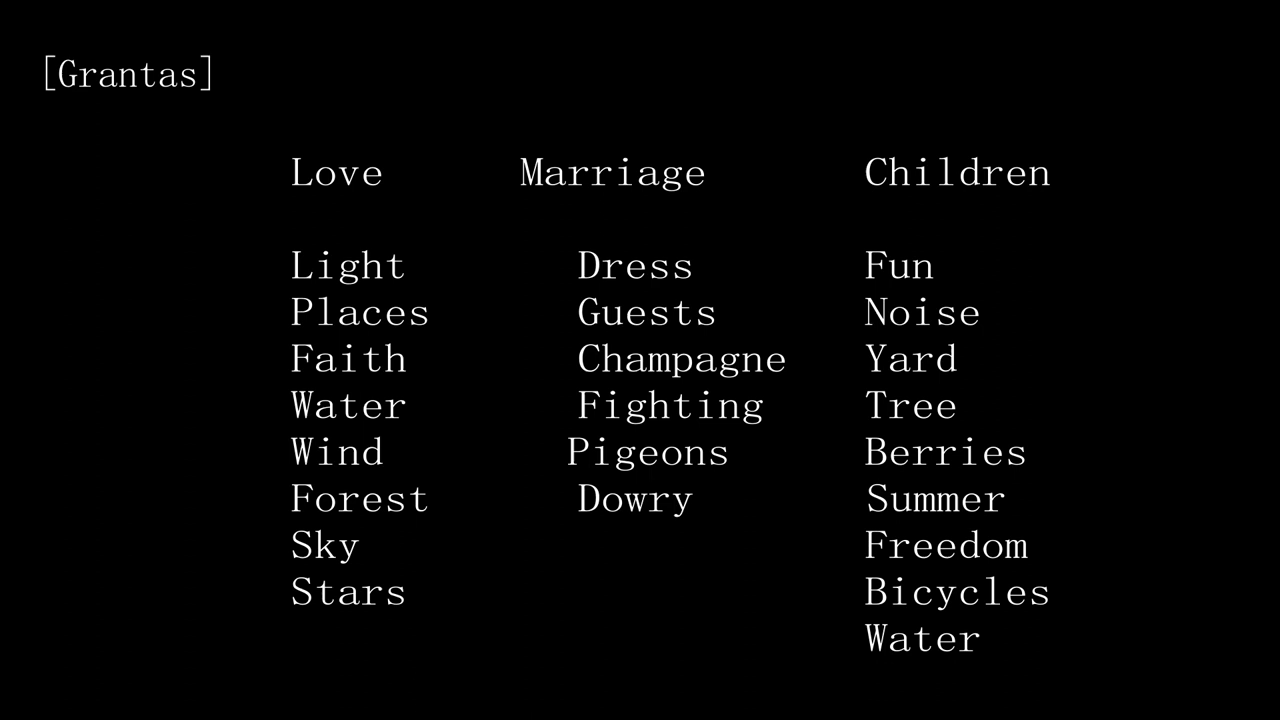 [Grantas]
Love Marriage Children
Light Dress Fun
Places Guests Noise
Faith Champagne Yard
Water Fighting Tree
Wind Pigeons Berries
Forest Dowry Summer
Sky Freedom
Stars Bicycles
Water